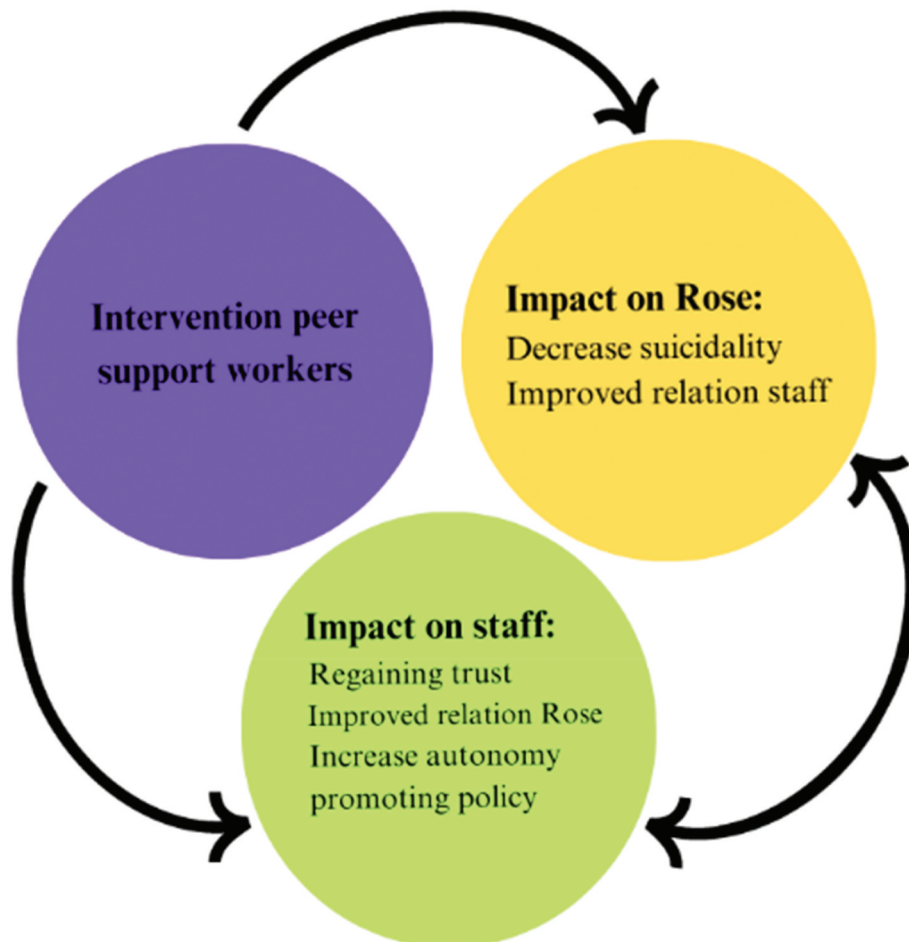 Intervention peer
support workers
Impact on Rose:
Decrease suicidality
Improved relation staff
Impact on staff:
Regaining trust
Improved relation Rose
Increase autonomy
promoting policy